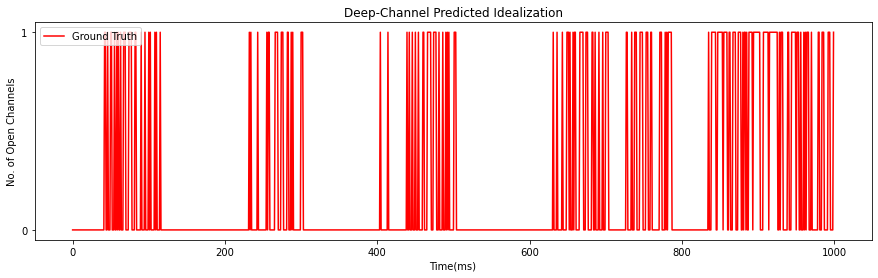 Deep-Channel Predicted Idealization
Ground Truth
1
0
No. of Open Channels
0 200 400 600 800 1000
Time(ms)